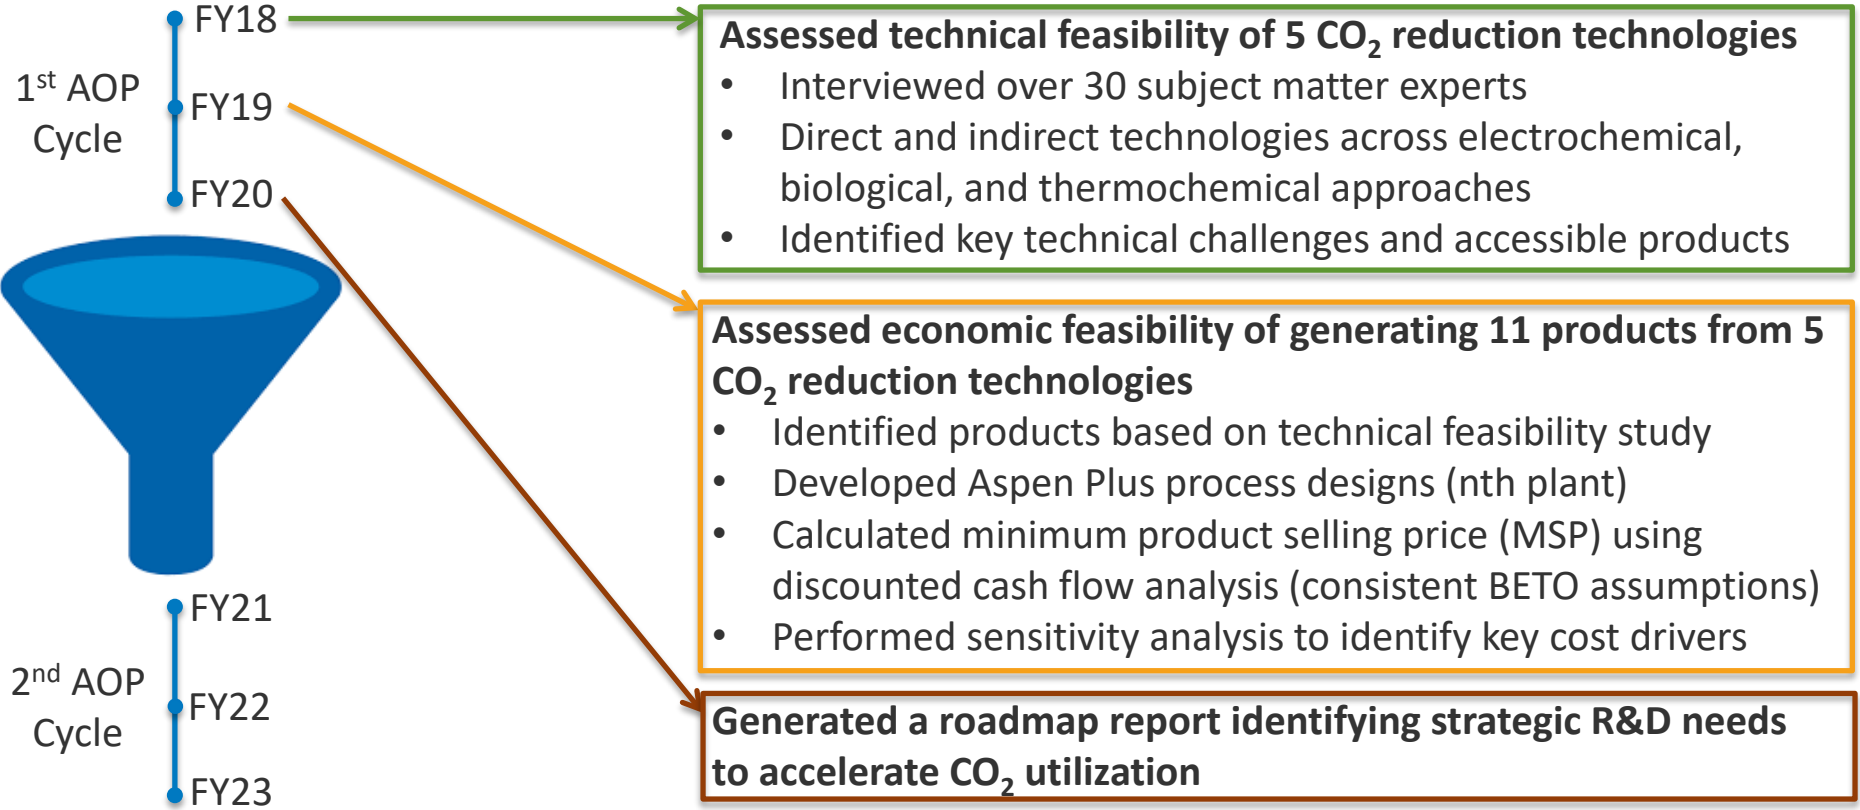 FY18
1st AOP
Cycle
FY19
FY20
FY21
2nd AOP
Cycle
FY22
FY23
Assessed technical feasibility of 5 CO2 reduction technologies
• Interviewed over 30 subject matter experts
• Direct and indirect technologies across electrochemical,
biological, and thermochemical approaches
• Identified key technical challenges and accessible products
Assessed economic feasibility of generating 11 products from 5
CO2 reduction technologies
• Identified products based on technical feasibility study
• Developed Aspen Plus process designs (nth plant)
• Calculated minimum product selling price (MSP) using
discounted cash flow analysis (consistent BETO assumptions)
• Performed sensitivity analysis to identify key cost drivers
Generated a roadmap report identifying strategic R&D needs
to accelerate CO2 utilization